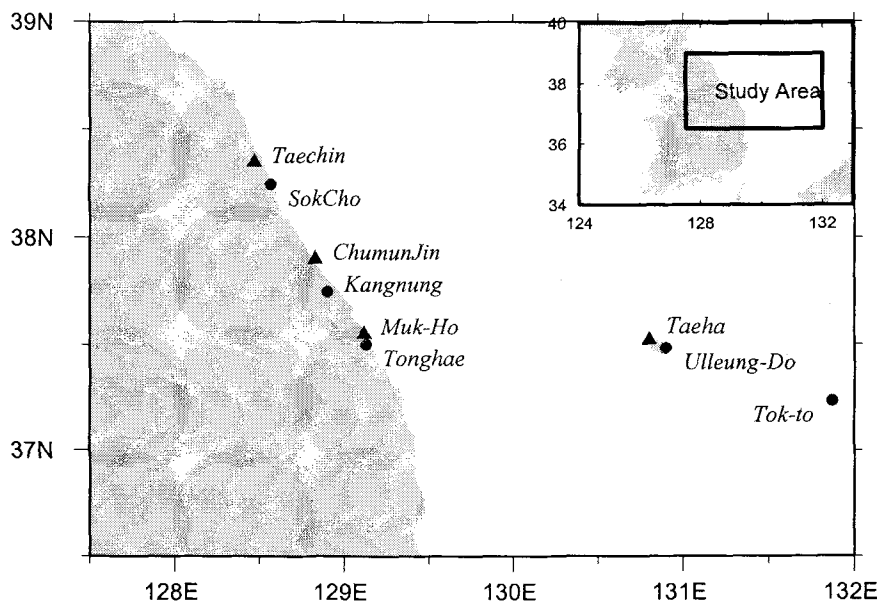 39N
38N
37N
128E
129E
130E
131E
132E
Taechin
SokCho
ChumunJin
Kangnung
Muk-Ho
Tonghae
Taeha
Ulleung-Do
Tok-to
40
38
36
34
124
128
132
Study Area